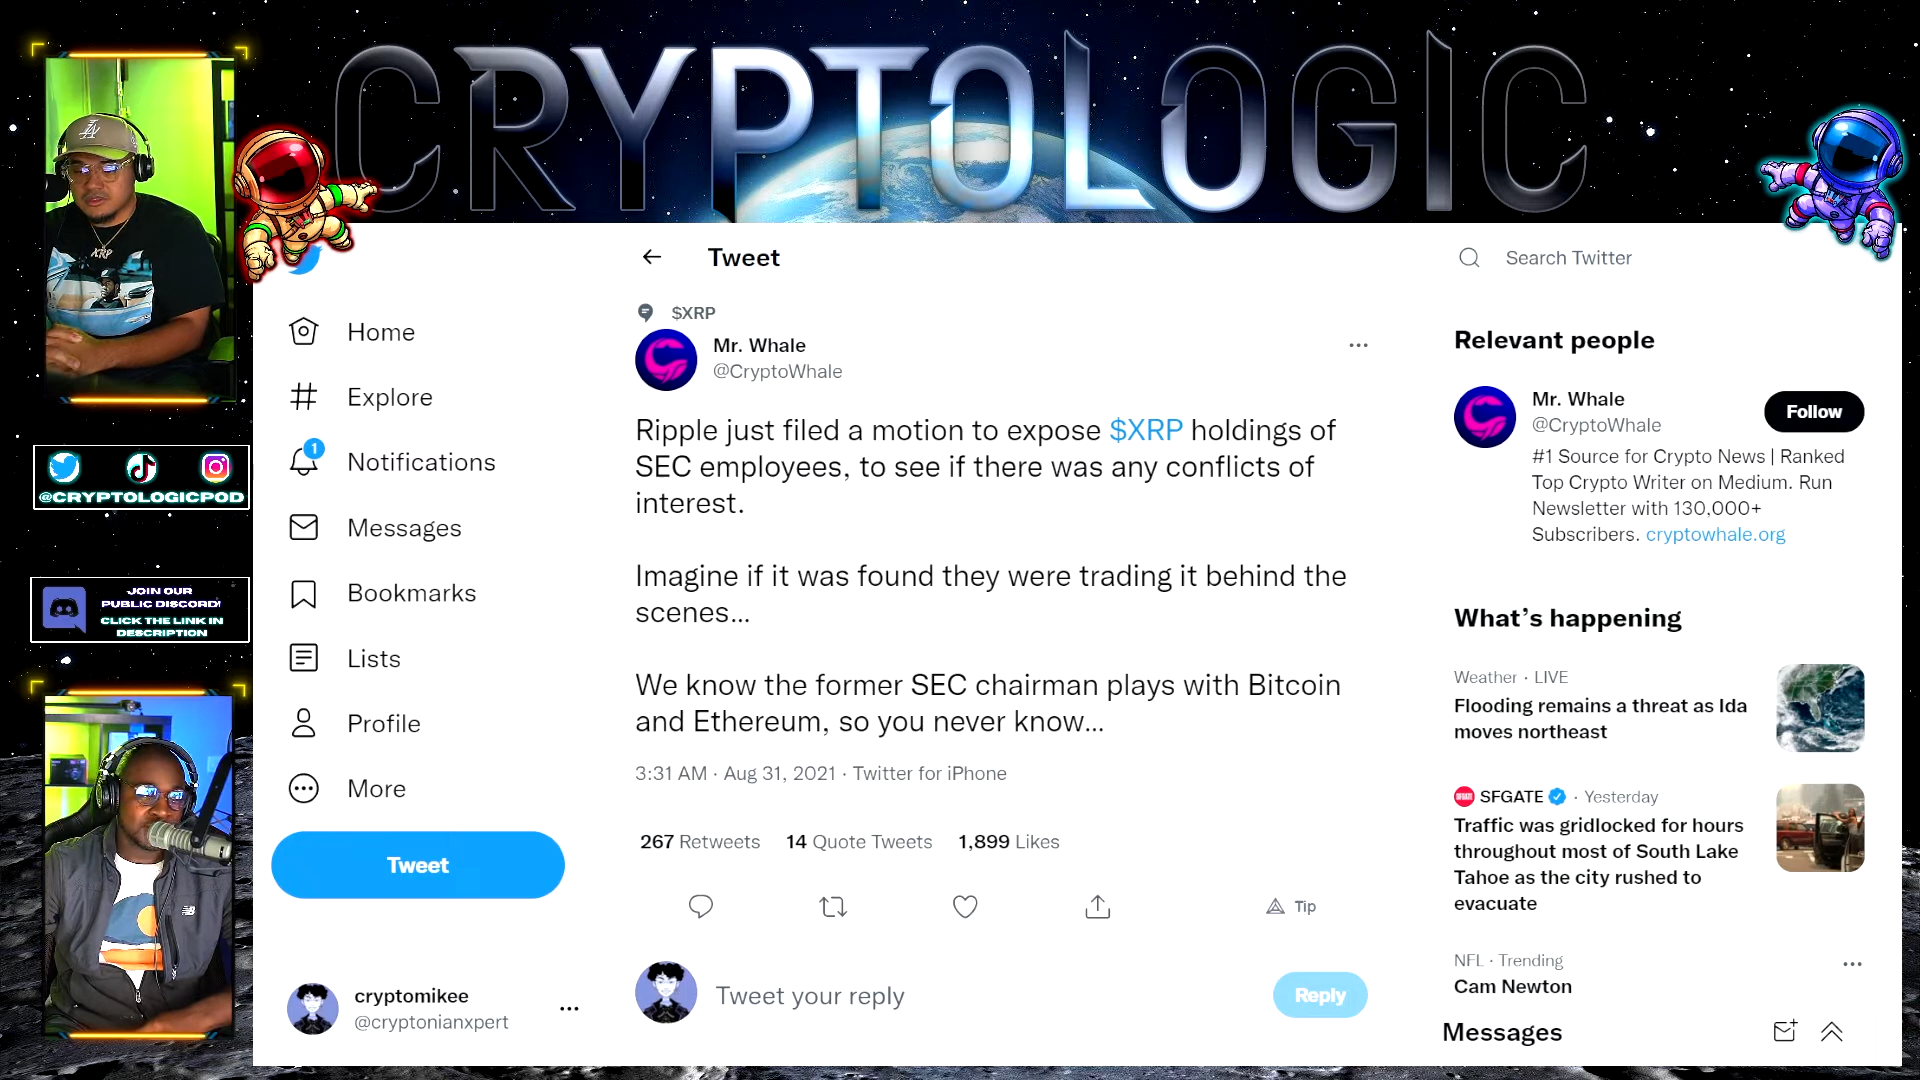 CRYPTOLOGIC
LA
XRP
@CRYPTOLOGICPOD
JOIN OUR
PUBLIC DISCORD!
CLICK THE LINK IN
DESCRIPTION
Home
Explore
1
Notifications
Messages
Bookmarks
Lists
Profile
More
Tweet
cryptomikee
@cryptonianxpert
Tweet
$XRP
Mr. Whale
@CryptoWhale
Ripple just filed a motion to expose $XRP holdings of
SEC employees, to see if there was any conflicts of
interest.
Imagine if it was found they were trading it behind the
scenes...
We know the former SEC chairman plays with Bitcoin
and Ethereum, so you never know...
3:31 AM · Aug 31, 2021 · Twitter for iPhone
267 Retweets 14 Quote Tweets 1,899 Likes
Tip
Tweet your reply
Reply
Search Twitter
Relevant people
Mr. Whale
@CryptoWhale
Follow
#1 Source for Crypto News | Ranked
Top Crypto Writer on Medium. Run
Newsletter with 130,000+
Subscribers. cryptowhale.org
What's happening
Weather · LIVE
Flooding remains a threat as Ida
moves northeast
SFGATE · Yesterday
Traffic was gridlocked for hours
throughout most of South Lake
Tahoe as the city rushed to
evacuate
NFL · Trending
Cam Newton
Messages